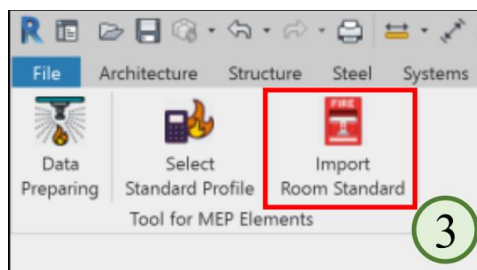 R
File Architecture Structure Steel Systems
FIRE
Data Preparing
Select Standard Profile
Import Room Standard
Tool for MEP Elements
3